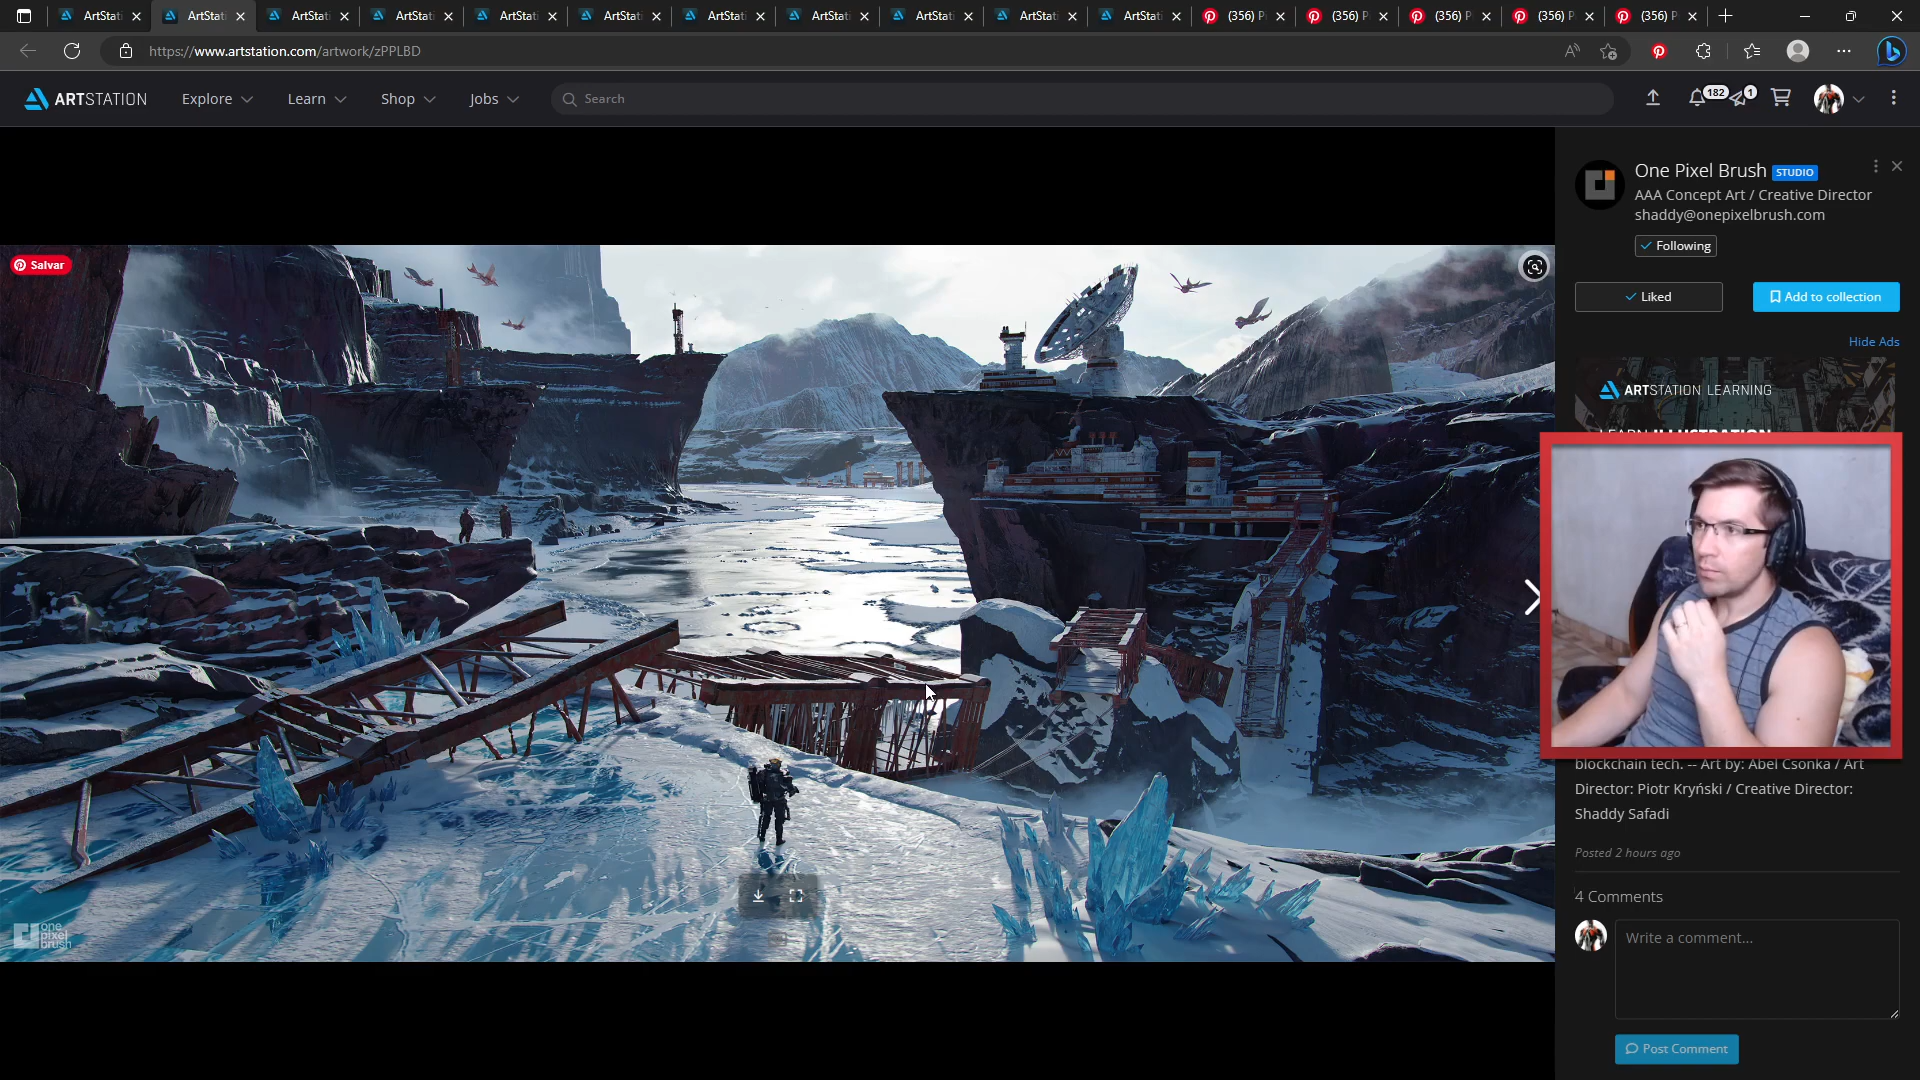 ArtStati
ArtStati
ArtStati
ArtStati
ArtStati
ArtStati
ArtStati
ArtStati
ArtStati
ArtStati
ArtStati
(356) P
(356) P
(356) P
(356) P
(356) P
https://www.artstation.com/artwork/zPPLBD
ARTSTATION
Explore
Learn
Shop
Jobs
Search
182
1
One Pixel Brush STUDIO
AAA Concept Art / Creative Director
shaddy@onepixelbrush.com
Following
Liked
Add to collection
Hide Ads
Salvar
ARTSTATION LEARNING
LEARN ILLUSTRATION
blockchain tech. -- Art by: Abel Csonka / Art
Director: Piotr Kryński / Creative Director:
Shaddy Safadi
Posted 2 hours ago
4 Comments
Write a comment...
Post Comment
one
pixel
brush